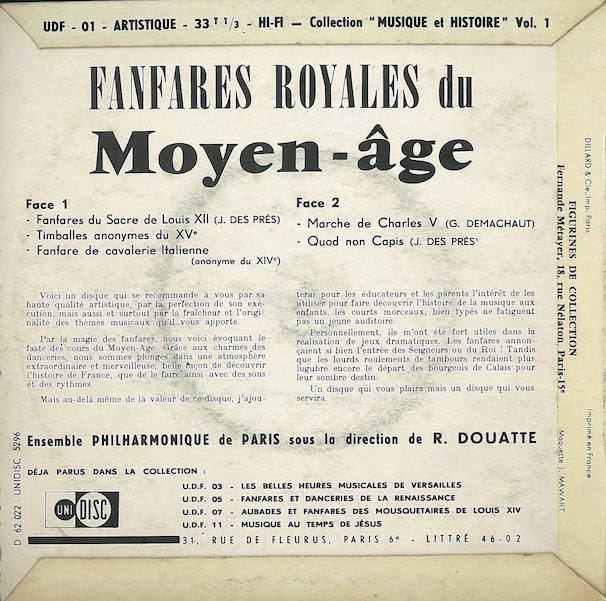 UDF - 01 - ARTISTIQUE - 33 T 1/3 - HI-FI — Collection "MUSIQUE et HISTOIRE" Vol. 1
FANFARES ROYALES du
Moyen-âge
Face 1
- Fanfares du Sacre de Louis XII (J. DES PRÉS)
- Timballes anonymes du XVe
- Fanfare de cavalerie Italienne
(anonyme du XIVe)
Face 2
- Marche de Charles V (G. DEMACHAUT)
- Quod non Capis (J. DES PRÉS)
Voici un disque qui se recommande à vous par sa
haute qualité artistique, par la perfection de son exé-
cution, mais aussi et surtout par la fraîcheur et l'origi-
nalité des thèmes musicaux qu'il vous apporte.
Par la magie des fanfares, nous voici évoquant le
faste des cours du Moyen-Age. Grâce aux charmes des
danceries, nous sommes plongés dans une atmosphère
extraordinaire et merveilleuse; belle façon de découvrir
l'histoire de France, que de le faire ainsi avec des sons
et des rythmes.
Mais au-delà même de la valeur de ce disque, j'ajou-
terai pour les éducateurs et les parents l'intérêt de les
utiliser pour faire découvrir l'histoire de la musique aux
enfants, les courts morceaux, bien typés ne fatiguent
pas un jeune auditoire.
Personnellement, ils m'ont été fort utiles dans la
réalisation de jeux dramatiques. Les fanfares annon-
çaient si bien l'entrée des Seigneurs ou du Roi ! Tandis
que les lourds roulements de tambours rendaient plus
lugubre encore le départ des bourgeois de Calais pour
leur sombre destin.
Un disque qui vous plaira mais un disque qui vous
servira.
Ensemble PHILHARMONIQUE de PARIS sous la direction de R. DOUATTE
DÉJA PARUS DANS LA COLLECTION :
U.D.F. 03 - LES BELLES HEURES MUSICALES DE VERSAILLES
U.D.F. 05 - FANFARES ET DANCERIES DE LA RENAISSANCE
U.D.F. 07 - AUBADES ET FANFARES DES MOUSQUETAIRES DE LOUIS XIV
U.D.F. 11 - MUSIQUE AU TEMPS DE JÉSUS
UNI DISC
31, RUE DE FLEURUS, PARIS 6e - LITTRÉ 46-02
D 62.022 - UNIDISC 5296
DILLARD & Cie. Imp. Paris
FIGURINES DE COLLECTION
Fernande Métayer, 18, rue Nélaton, Paris-15e
Imprimé en France
Maquette J. MAWART